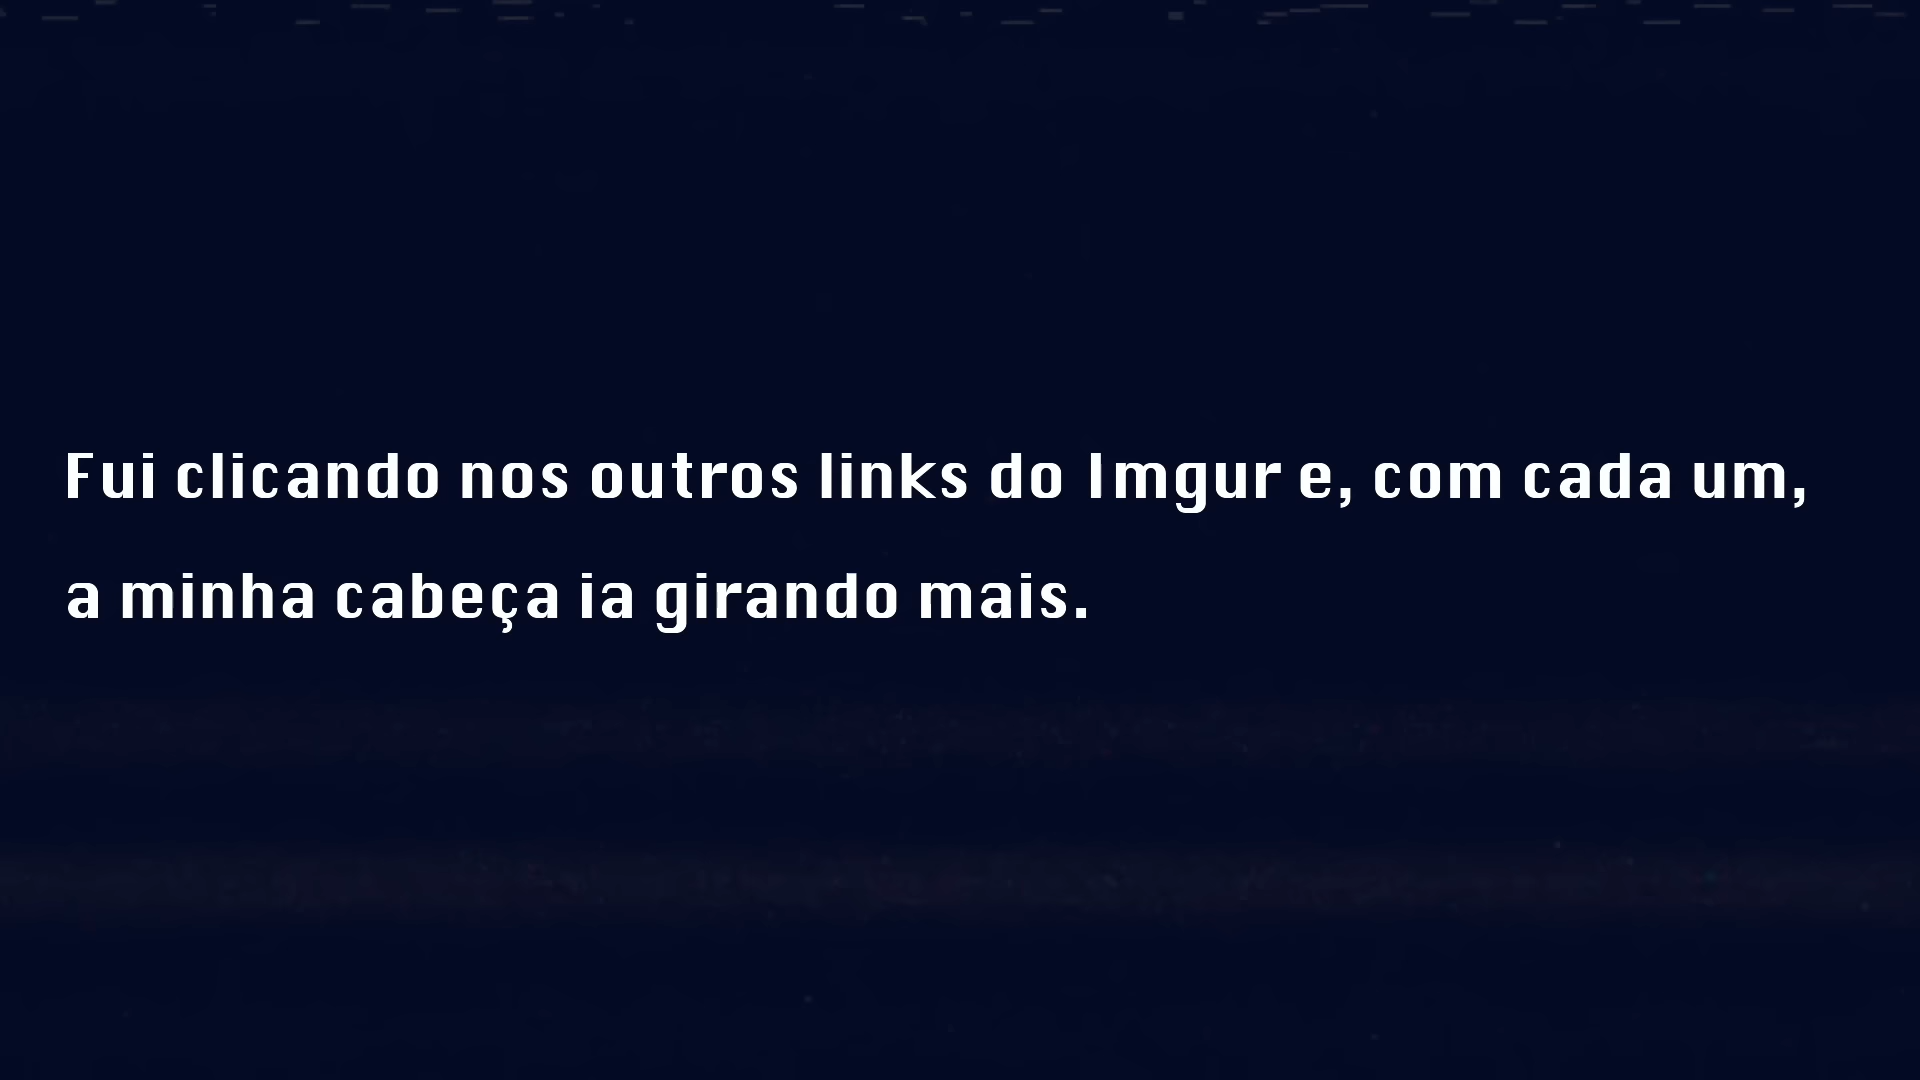 Fui clicando nos outros links do Imgur e, com cada um,
a minha cabeça ia girando mais.